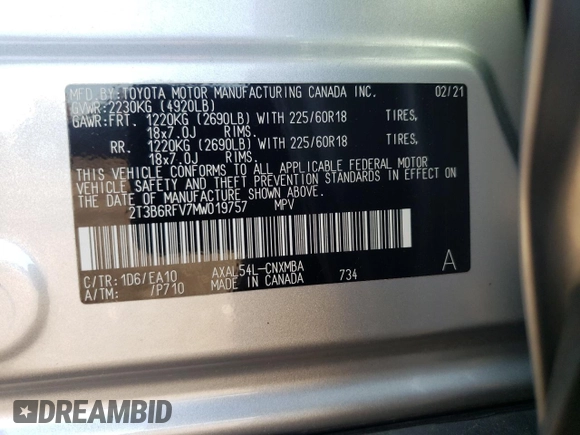 MFD.BY:TOYOTA MOTOR MANUFACTURING CANADA INC. 02/21
GVWR:2230KG (4920LB)
GAWR:FRT. 1220KG (2690LB) WITH 225/60R18 TIRES,
18x7.0J RIMS.
RR. 1220KG (2690LB) WITH 225/60R18 TIRES,
18x7.0J RIMS.
THIS VEHICLE CONFORMS TO ALL APPLICABLE FEDERAL MOTOR
VEHICLE SAFETY AND THEFT PREVENTION STANDARDS IN EFFECT ON
THE DATE OF MANUFACTURE SHOWN ABOVE.
2T3B6RFV7MW019757 MPV
C/TR:1D6/EA10 AXAL54L-CNXMBA A
A/TM: /P710 MADE IN CANADA 734
DREAMBID